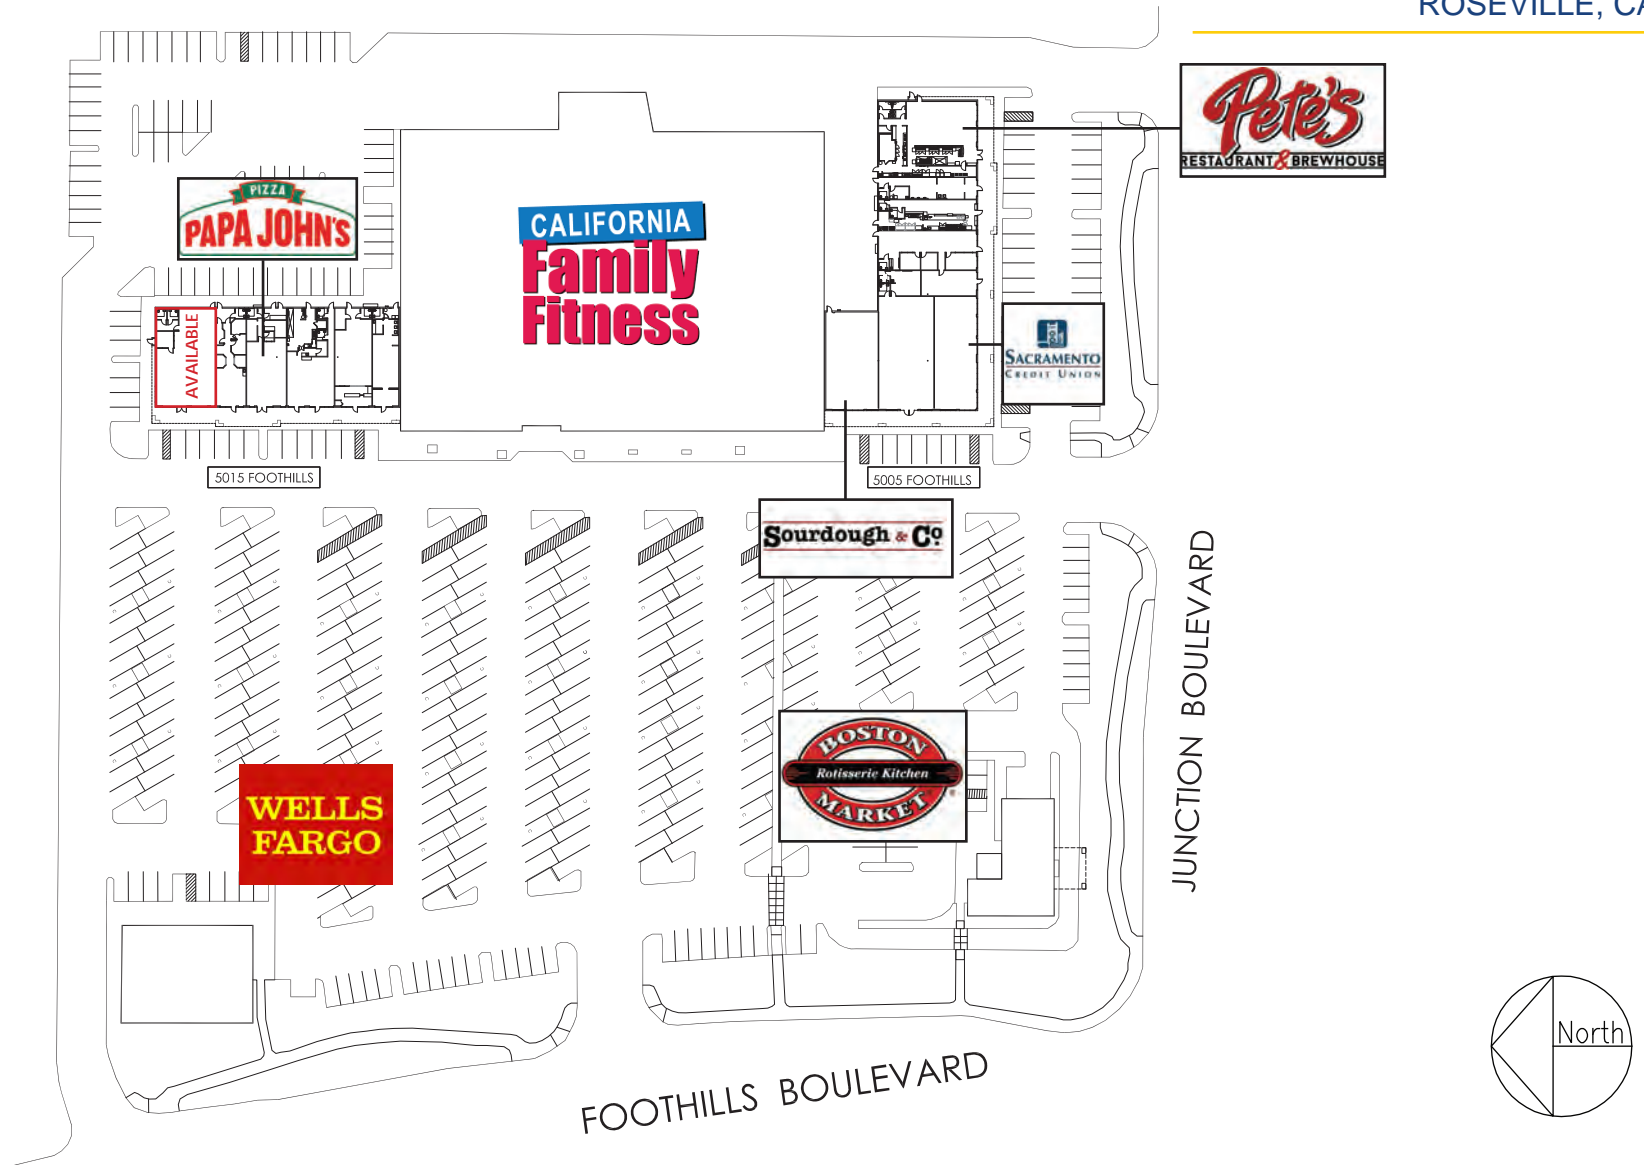 ROSEVILLE, CA
Pete's
RESTAURANT & BREWHOUSE
PIZZA
PAPA JOHN'S
CALIFORNIA
Family
Fitness
AVAILABLE
SACRAMENTO
CREDIT UNION
5015 FOOTHILLS
5005 FOOTHILLS
Sourdough & Co
JUNCTION BOULEVARD
BOSTON
Rotisserie Kitchen
MARKET
WELLS
FARGO
North
FOOTHILLS BOULEVARD